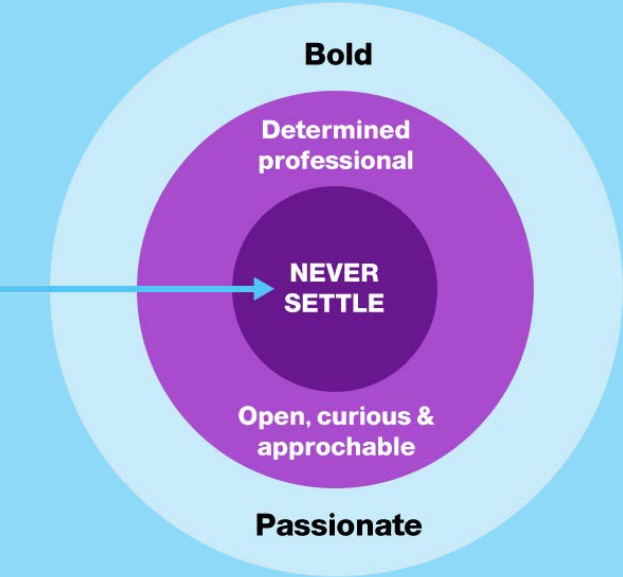 Bold
Determined
professional
NEVER
SETTLE
Open, curious &
approchable
Passionate